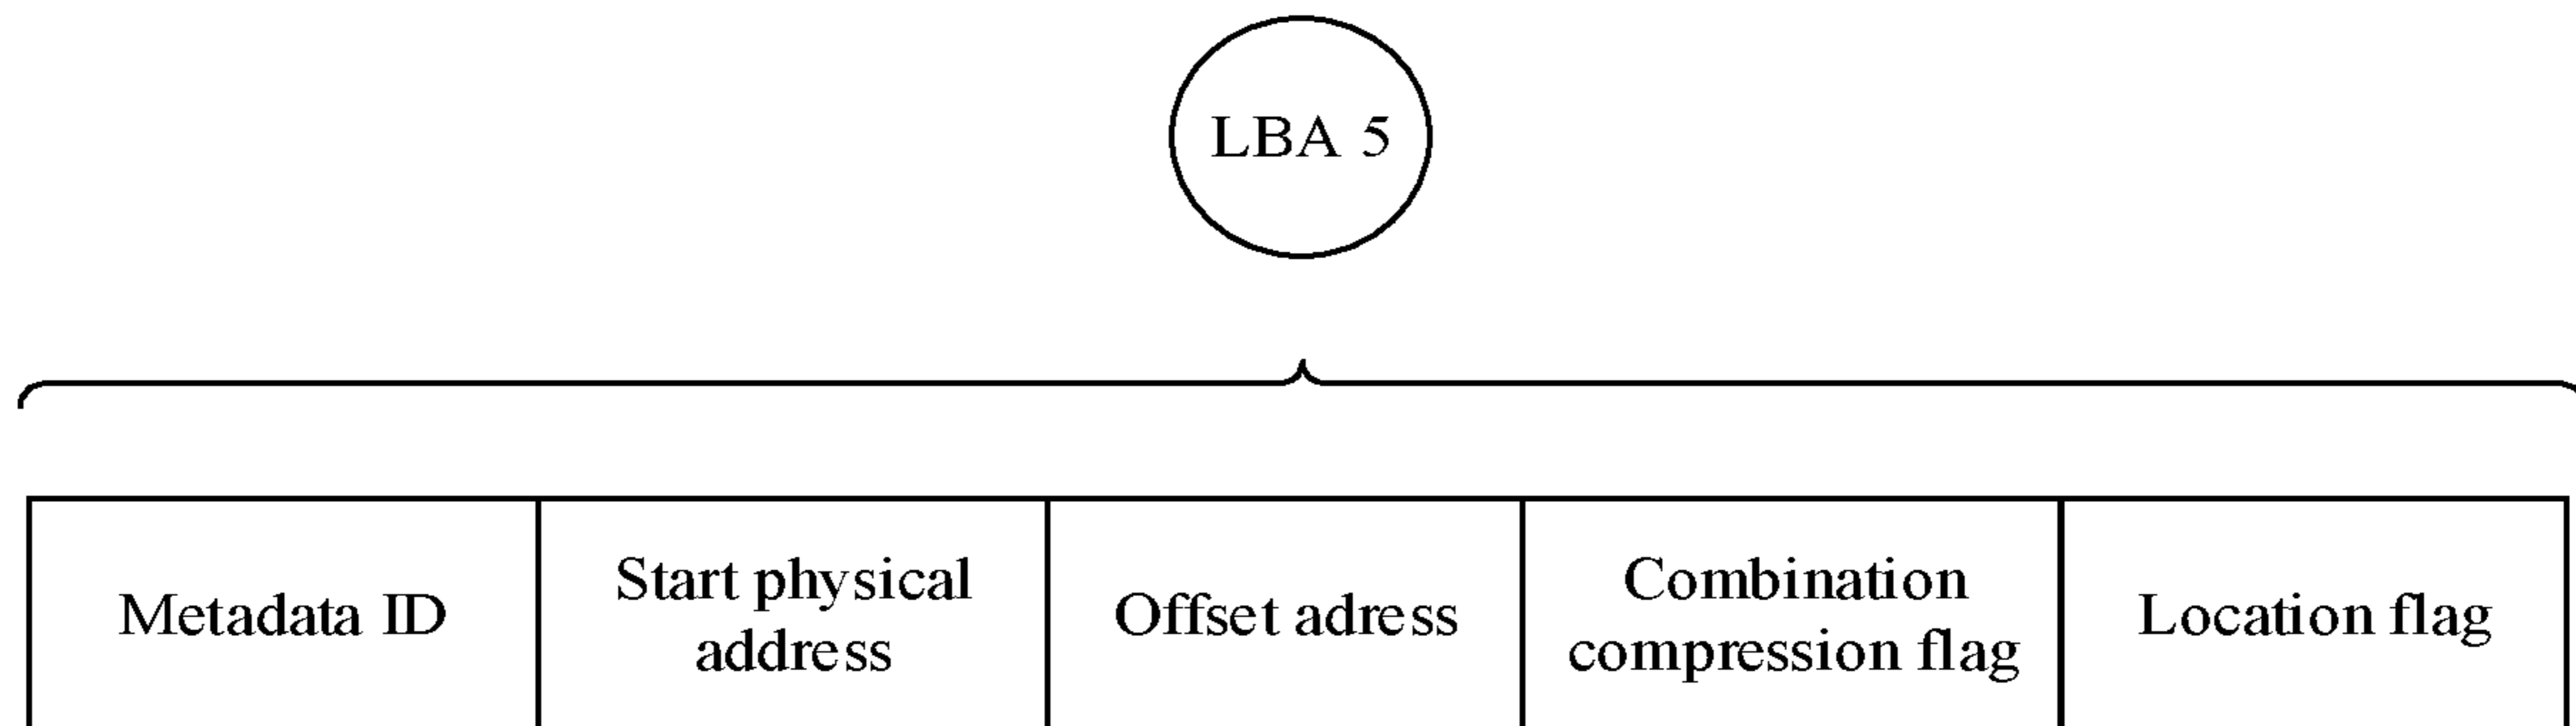 LBA 5
Metadata ID
Start physical
address
Offset adress
Combination
compression flag
Location flag